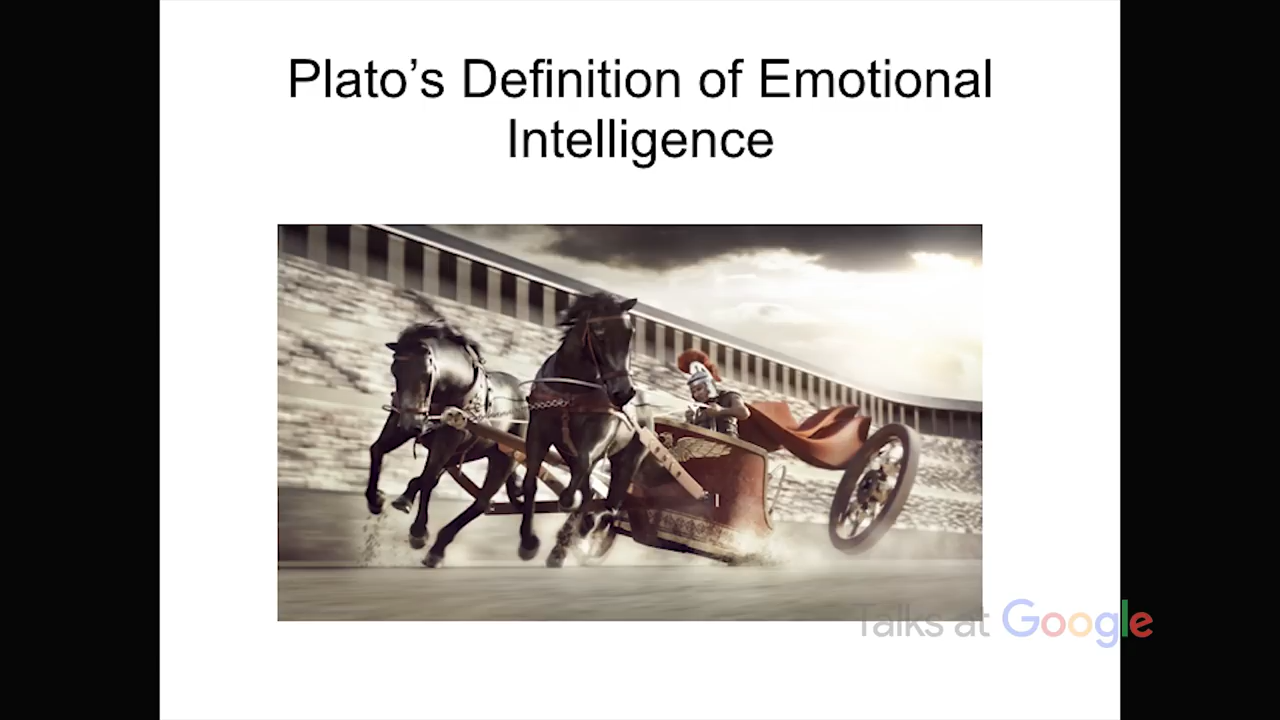 Plato’s Definition of Emotional
Intelligence
Talks at Google